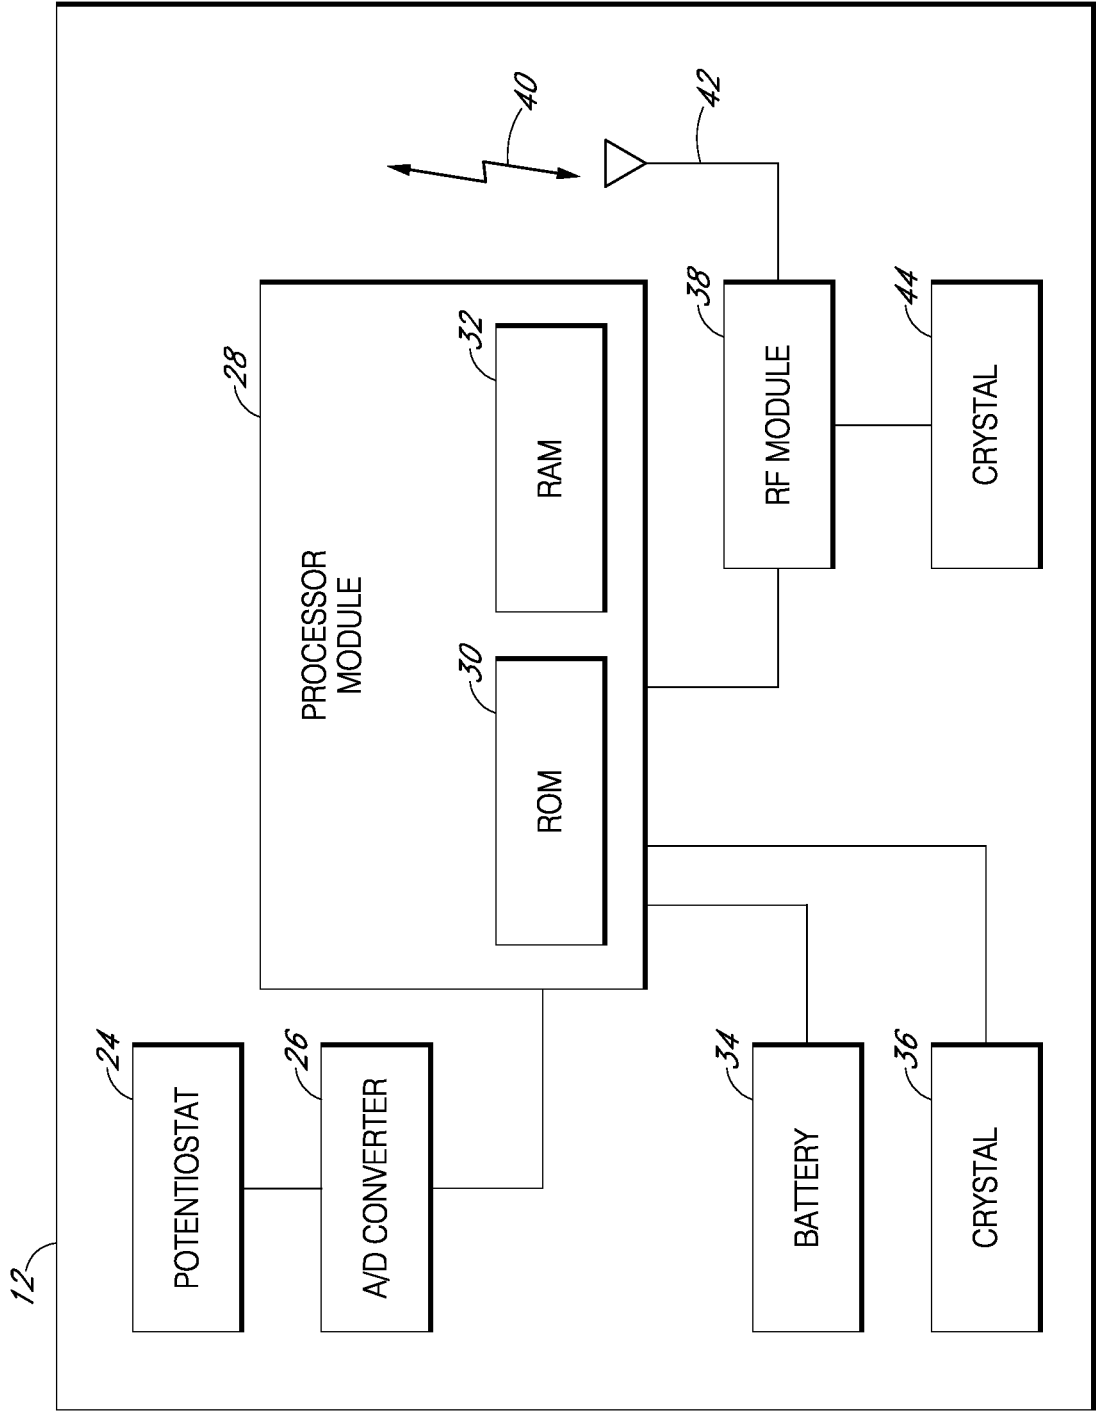 12
24
POTENTIOSTAT
26
A/D CONVERTER
28
PROCESSOR
MODULE
30
ROM
32
RAM
34
BATTERY
36
CRYSTAL
38
RF MODULE
40
42
44
CRYSTAL